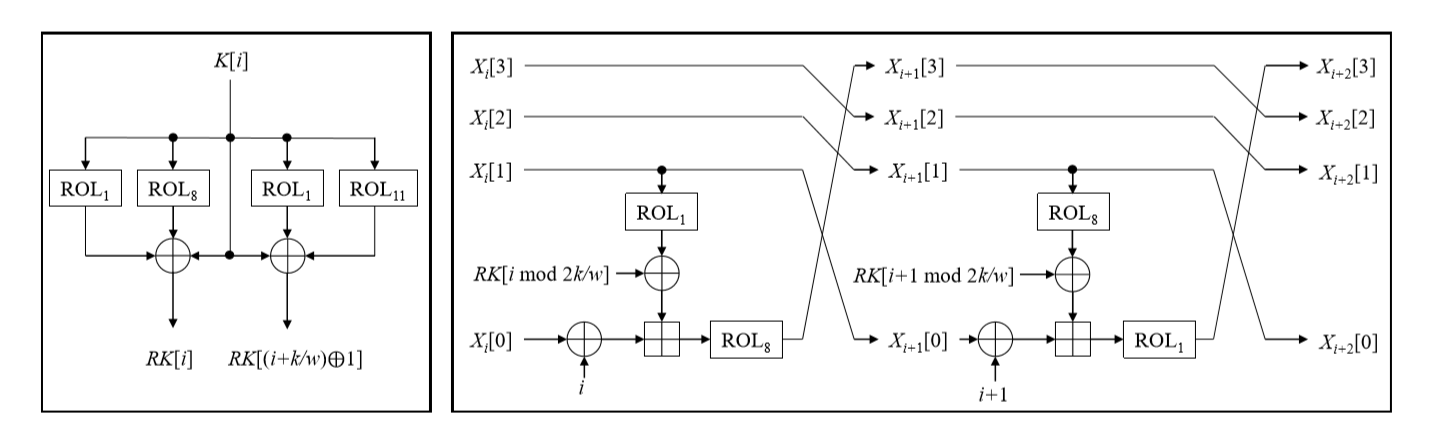 K[i]
ROL₁ ROL₈ ROL₁ ROL₁₁
RK[i] RK[(i+k/w)⊕1]
Xᵢ[3] Xᵢ₊₁[3] Xᵢ₊₂[3]
Xᵢ[2] Xᵢ₊₁[2] Xᵢ₊₂[2]
Xᵢ[1] Xᵢ₊₁[1] Xᵢ₊₂[1]
ROL₁ ROL₈
RK[i mod 2k/w] RK[i+1 mod 2k/w]
Xᵢ[0] ROL₈ Xᵢ₊₁[0] ROL₁ Xᵢ₊₂[0]
i i+1